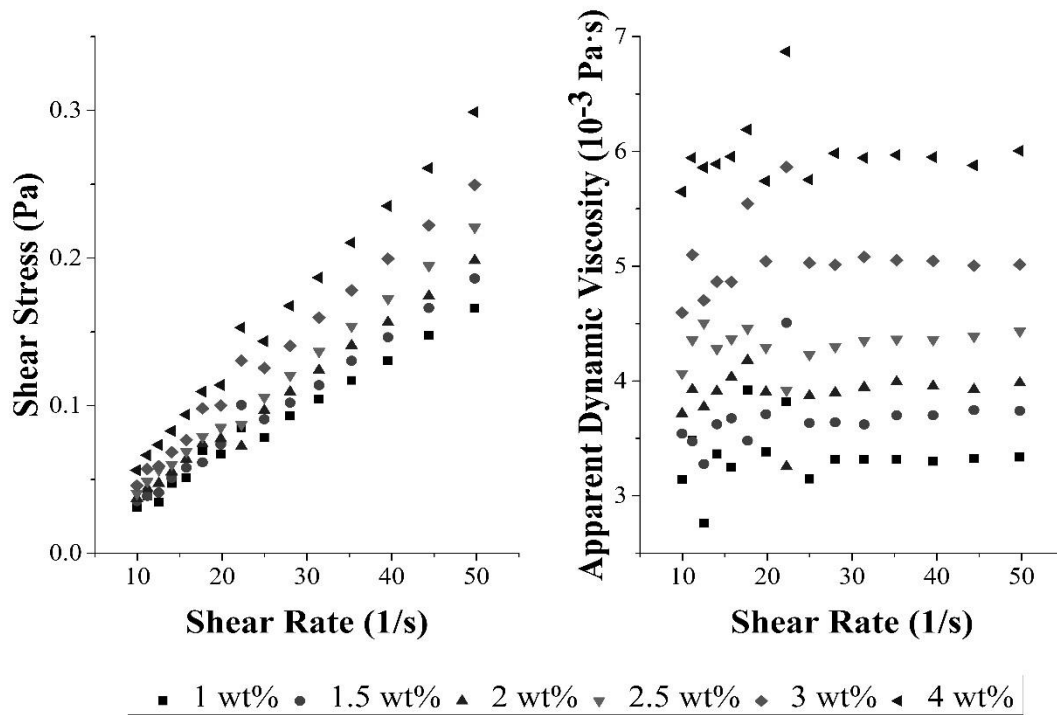 Shear Stress (Pa)
0.3
0.2
0.1
0.0
10 20 30 40 50
Shear Rate (1/s)
Apparent Dynamic Viscosity (10-3 Pa·s)
7
6
5
4
3
10 20 30 40 50
Shear Rate (1/s)
1 wt% 1.5 wt% 2 wt% 2.5 wt% 3 wt% 4 wt%